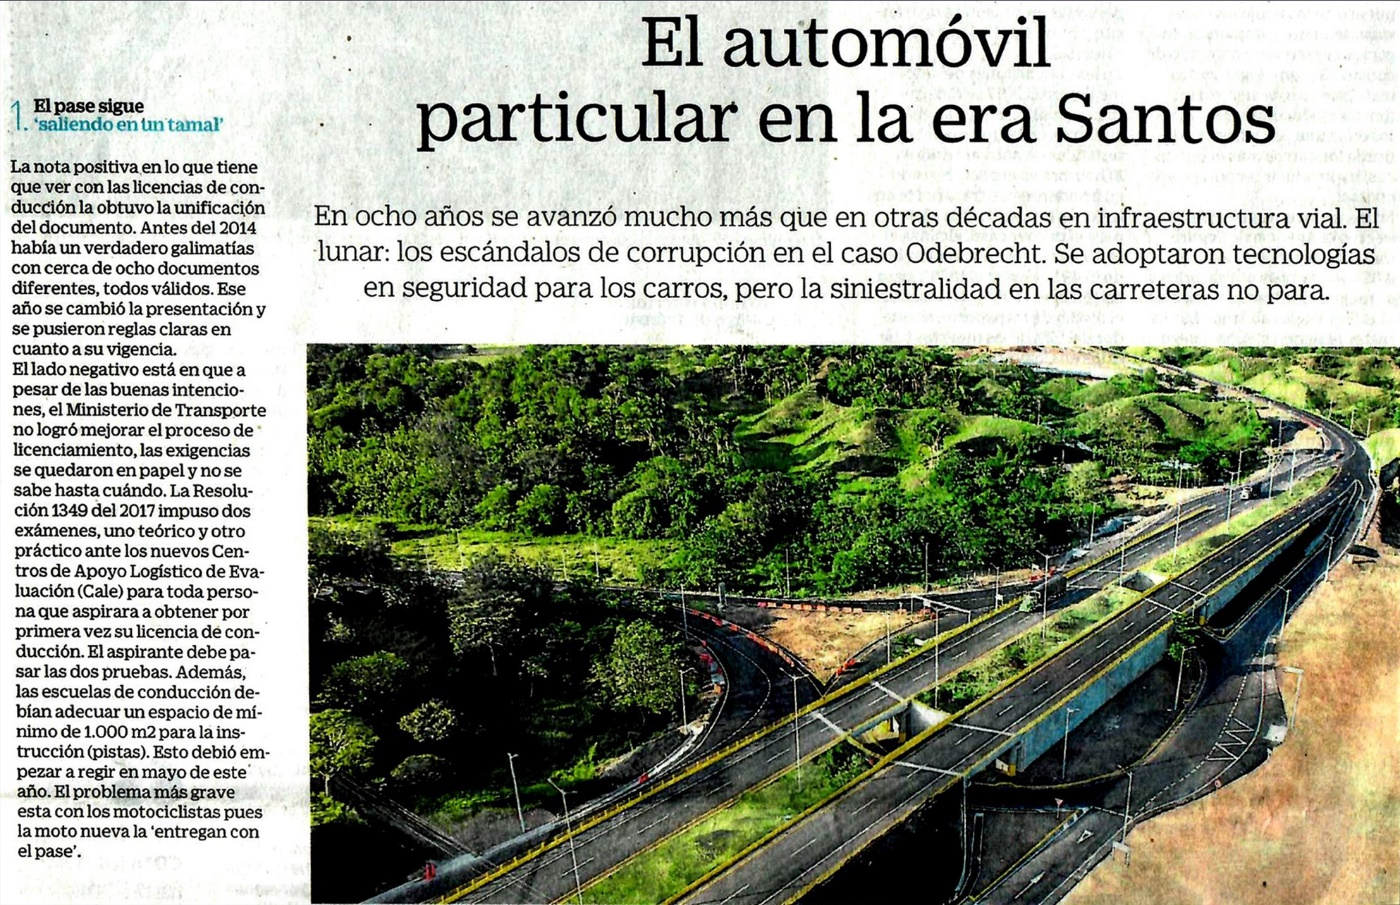 El automóvil
particular en la era Santos
En ocho años se avanzó mucho más que en otras décadas en infraestructura vial. El
lunar: los escándalos de corrupción en el caso Odebrecht. Se adoptaron tecnologías
en seguridad para los carros, pero la siniestralidad en las carreteras no para.
1. El pase sigue
‘saliendo en un tamal’
La nota positiva en lo que tiene
que ver con las licencias de con-
ducción la obtuvo la unificación
del documento. Antes del 2014
había un verdadero galimatías
con cerca de ocho documentos
diferentes, todos válidos. Ese
año se cambió la presentación y
se pusieron reglas claras en
cuanto a su vigencia.
El lado negativo está en que a
pesar de las buenas intencio-
nes, el Ministerio de Transporte
no logró mejorar el proceso de
licenciamiento, las exigencias
se quedaron en papel y no se
sabe hasta cuándo. La Resolu-
ción 1349 del 2017 impuso dos
exámenes, uno teórico y otro
práctico ante los nuevos Cen-
tros de Apoyo Logístico de Eva-
luación (Cale) para toda perso-
na que aspirara a obtener por
primera vez su licencia de con-
ducción. El aspirante debe pa-
sar las dos pruebas. Además,
las escuelas de conducción de-
bían adecuar un espacio de mí-
nimo de 1.000 m2 para la ins-
trucción (pistas). Esto debió em-
pezar a regir en mayo de este
año. El problema más grave
esta con los motociclistas pues
la moto nueva la ‘entregan con
el pase’.